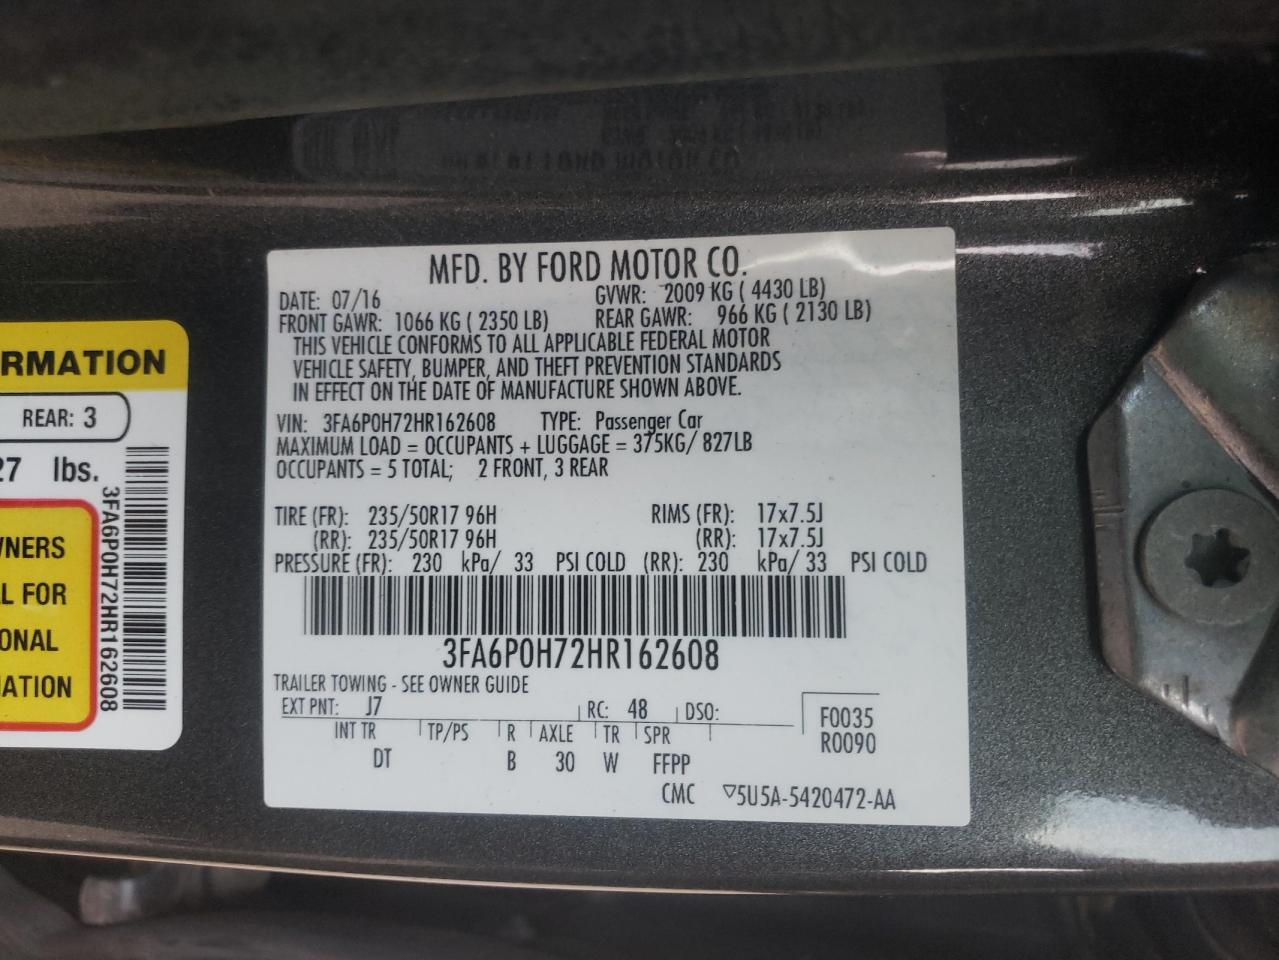 MFD. BY FORD MOTOR CO.
DATE: 07/16 GVWR: 2009 KG ( 4430 LB)
FRONT GAWR: 1066 KG ( 2350 LB) REAR GAWR: 966 KG ( 2130 LB)
THIS VEHICLE CONFORMS TO ALL APPLICABLE FEDERAL MOTOR
VEHICLE SAFETY, BUMPER, AND THEFT PREVENTION STANDARDS
IN EFFECT ON THE DATE OF MANUFACTURE SHOWN ABOVE.
VIN: 3FA6P0H72HR162608 TYPE: Passenger Car
MAXIMUM LOAD = OCCUPANTS + LUGGAGE = 375KG/ 827LB
OCCUPANTS = 5 TOTAL; 2 FRONT, 3 REAR
TIRE (FR): 235/50R17 96H RIMS (FR): 17x7.5J
(RR): 235/50R17 96H (RR): 17x7.5J
PRESSURE (FR): 230 kPa/ 33 PSI COLD (RR): 230 kPa/ 33 PSI COLD
3FA6P0H72HR162608
TRAILER TOWING - SEE OWNER GUIDE
EXT PNT: J7 RC: 48 DSO: F0035
INT TR TP/PS R AXLE TR SPR R0090
DT B 30 W FFPP
CMC ▽5U5A-5420472-AA
RMATION
REAR: 3
27 lbs.
WNERS
L FOR
ONAL
MATION
3FA6P0H72HR162608